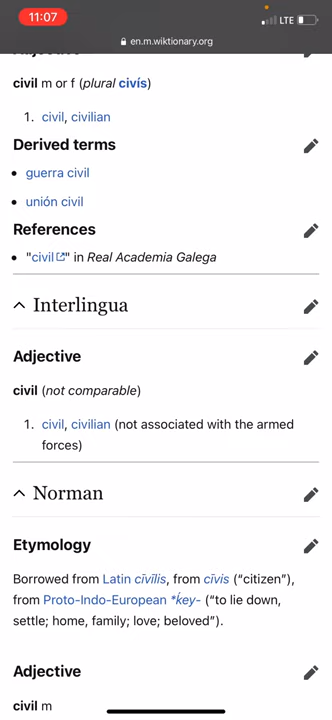 11:07
LTE
en.m.wiktionary.org
civil m or f (plural civís)
1. civil, civilian
Derived terms
• guerra civil
• unión civil
References
• "civil" in Real Academia Galega
Interlingua
Adjective
civil (not comparable)
1. civil, civilian (not associated with the armed
forces)
Norman
Etymology
Borrowed from Latin cīvīlis, from cīvis (“citizen”),
from Proto-Indo-European *ḱey- (“to lie down,
settle; home, family; love; beloved”).
Adjective
civil m